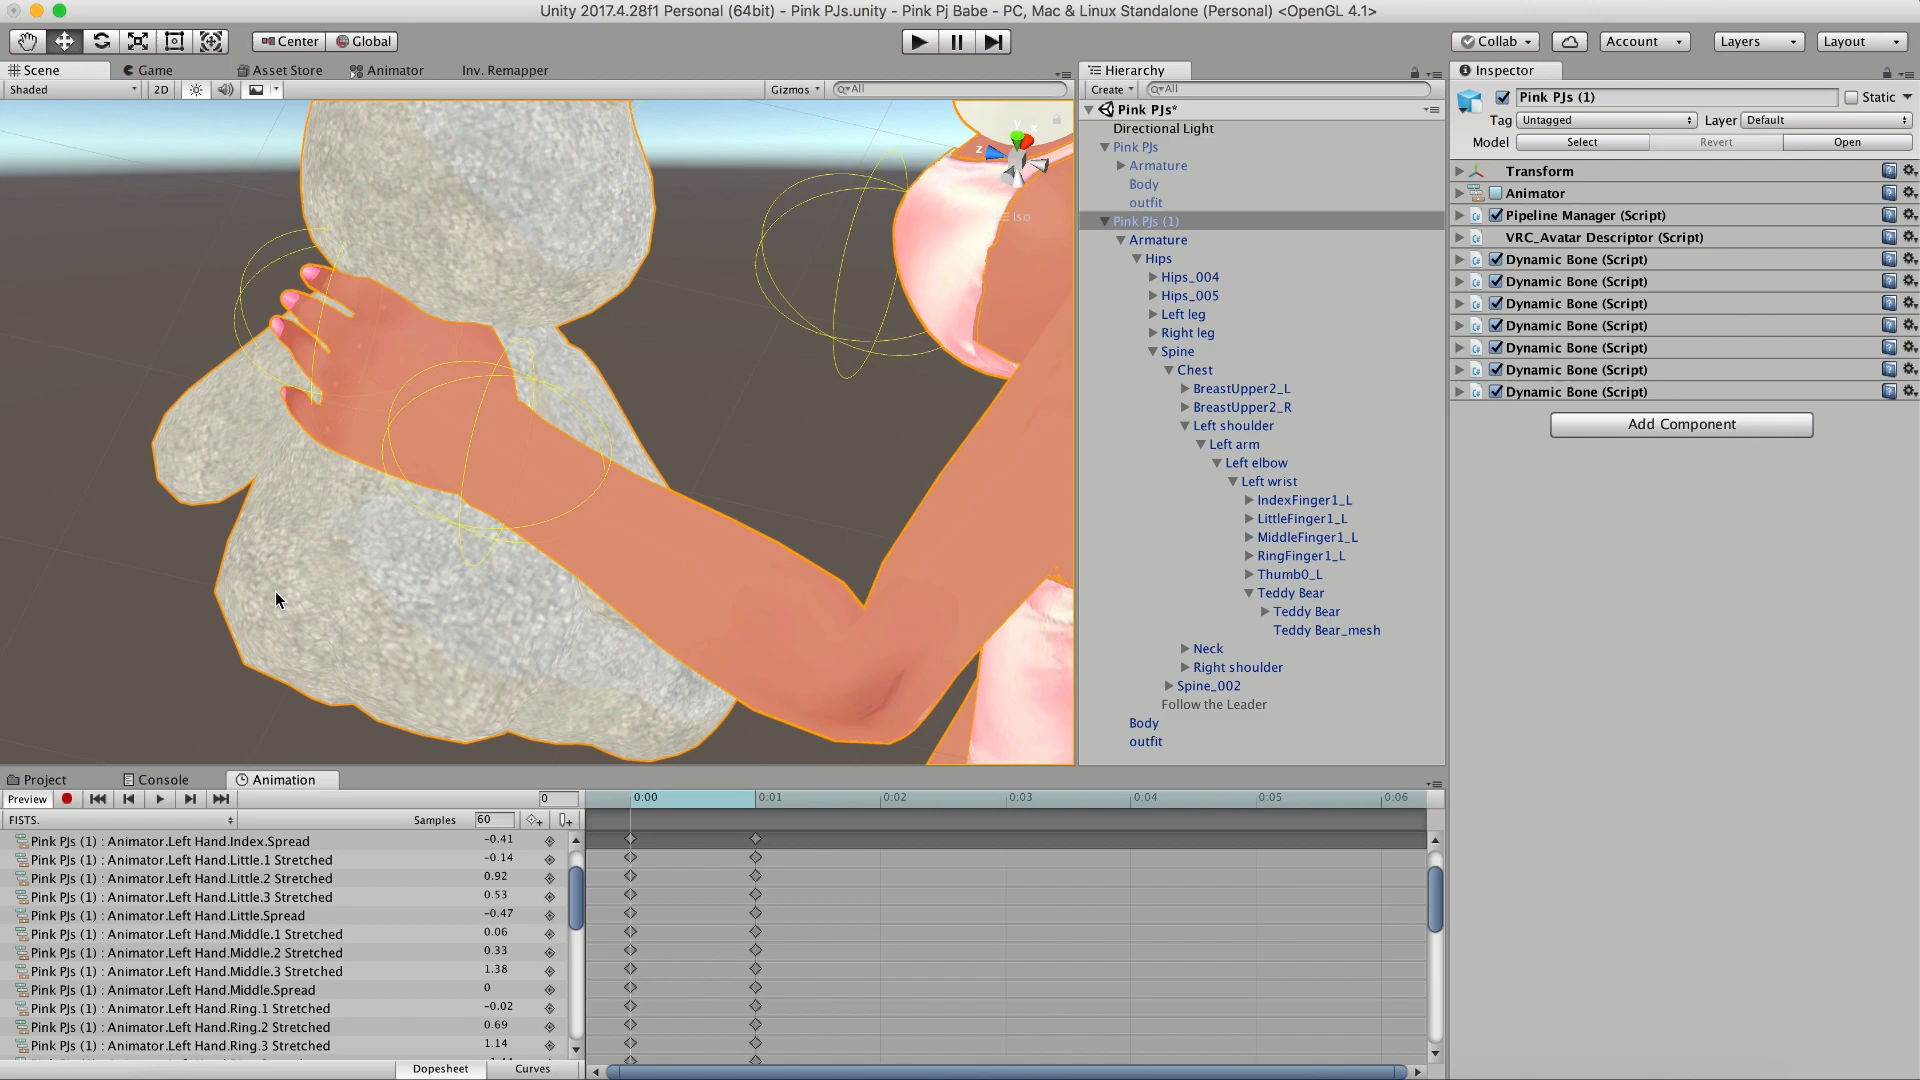 Unity 2017.4.28f1 Personal (64bit) - Pink PJs.unity - Pink Pj Babe - PC, Mac & Linux Standalone (Personal) <OpenGL 4.1>
Center Global Collab Account Layers Layout
Scene Game Asset Store Animator Inv. Remapper
Shaded 2D Gizmos All
y x z
Iso
Hierarchy
Create All
Pink PJs*
Directional Light
Pink PJs
Armature
Body
outfit
Pink PJs (1)
Armature
Hips
Hips_004
Hips_005
Left leg
Right leg
Spine
Chest
BreastUpper2_L
BreastUpper2_R
Left shoulder
Left arm
Left elbow
Left wrist
IndexFinger1_L
LittleFinger1_L
MiddleFinger1_L
RingFinger1_L
Thumb0_L
Teddy Bear
Teddy Bear
Teddy Bear_mesh
Neck
Right shoulder
Spine_002
Follow the Leader
Body
outfit
Inspector
Pink PJs (1) Static
Tag Untagged Layer Default
Model Select Revert Open
Transform
Animator
Pipeline Manager (Script)
VRC_Avatar Descriptor (Script)
Dynamic Bone (Script)
Dynamic Bone (Script)
Dynamic Bone (Script)
Dynamic Bone (Script)
Dynamic Bone (Script)
Dynamic Bone (Script)
Dynamic Bone (Script)
Add Component
Project Console Animation
Preview 0 0:00 0:01 0:02 0:03 0:04 0:05 0:06
FISTS. Samples 60
Pink PJs (1) : Animator.Left Hand.Index.Spread -0.41
Pink PJs (1) : Animator.Left Hand.Little.1 Stretched -0.14
Pink PJs (1) : Animator.Left Hand.Little.2 Stretched 0.92
Pink PJs (1) : Animator.Left Hand.Little.3 Stretched 0.53
Pink PJs (1) : Animator.Left Hand.Little.Spread -0.47
Pink PJs (1) : Animator.Left Hand.Middle.1 Stretched 0.06
Pink PJs (1) : Animator.Left Hand.Middle.2 Stretched 0.33
Pink PJs (1) : Animator.Left Hand.Middle.3 Stretched 1.38
Pink PJs (1) : Animator.Left Hand.Middle.Spread 0
Pink PJs (1) : Animator.Left Hand.Ring.1 Stretched -0.02
Pink PJs (1) : Animator.Left Hand.Ring.2 Stretched 0.69
Pink PJs (1) : Animator.Left Hand.Ring.3 Stretched 1.14
Dopesheet Curves